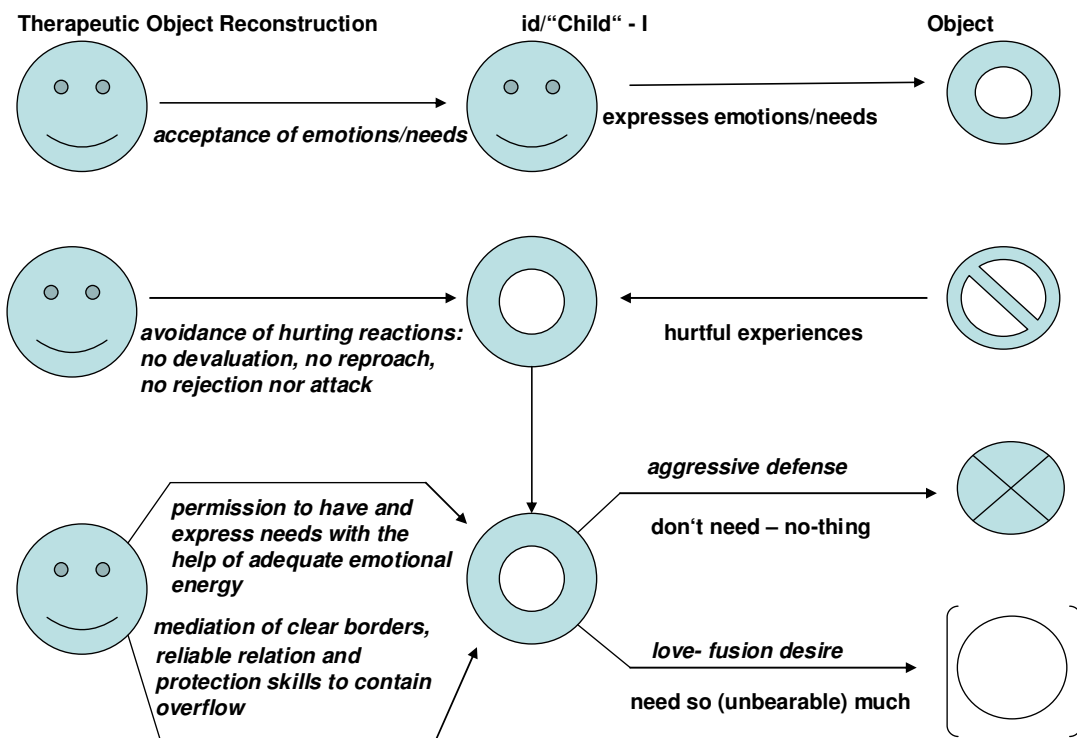 Therapeutic Object Reconstruction
id/“Child“ - I
Object
acceptance of emotions/needs
expresses emotions/needs
avoidance of hurting reactions:
no devaluation, no reproach,
no rejection nor attack
hurtful experiences
permission to have and
express needs with the
help of adequate emotional
energy
aggressive defense
don‘t need – no-thing
mediation of clear borders,
reliable relation and
protection skills to contain
overflow
love- fusion desire
need so (unbearable) much